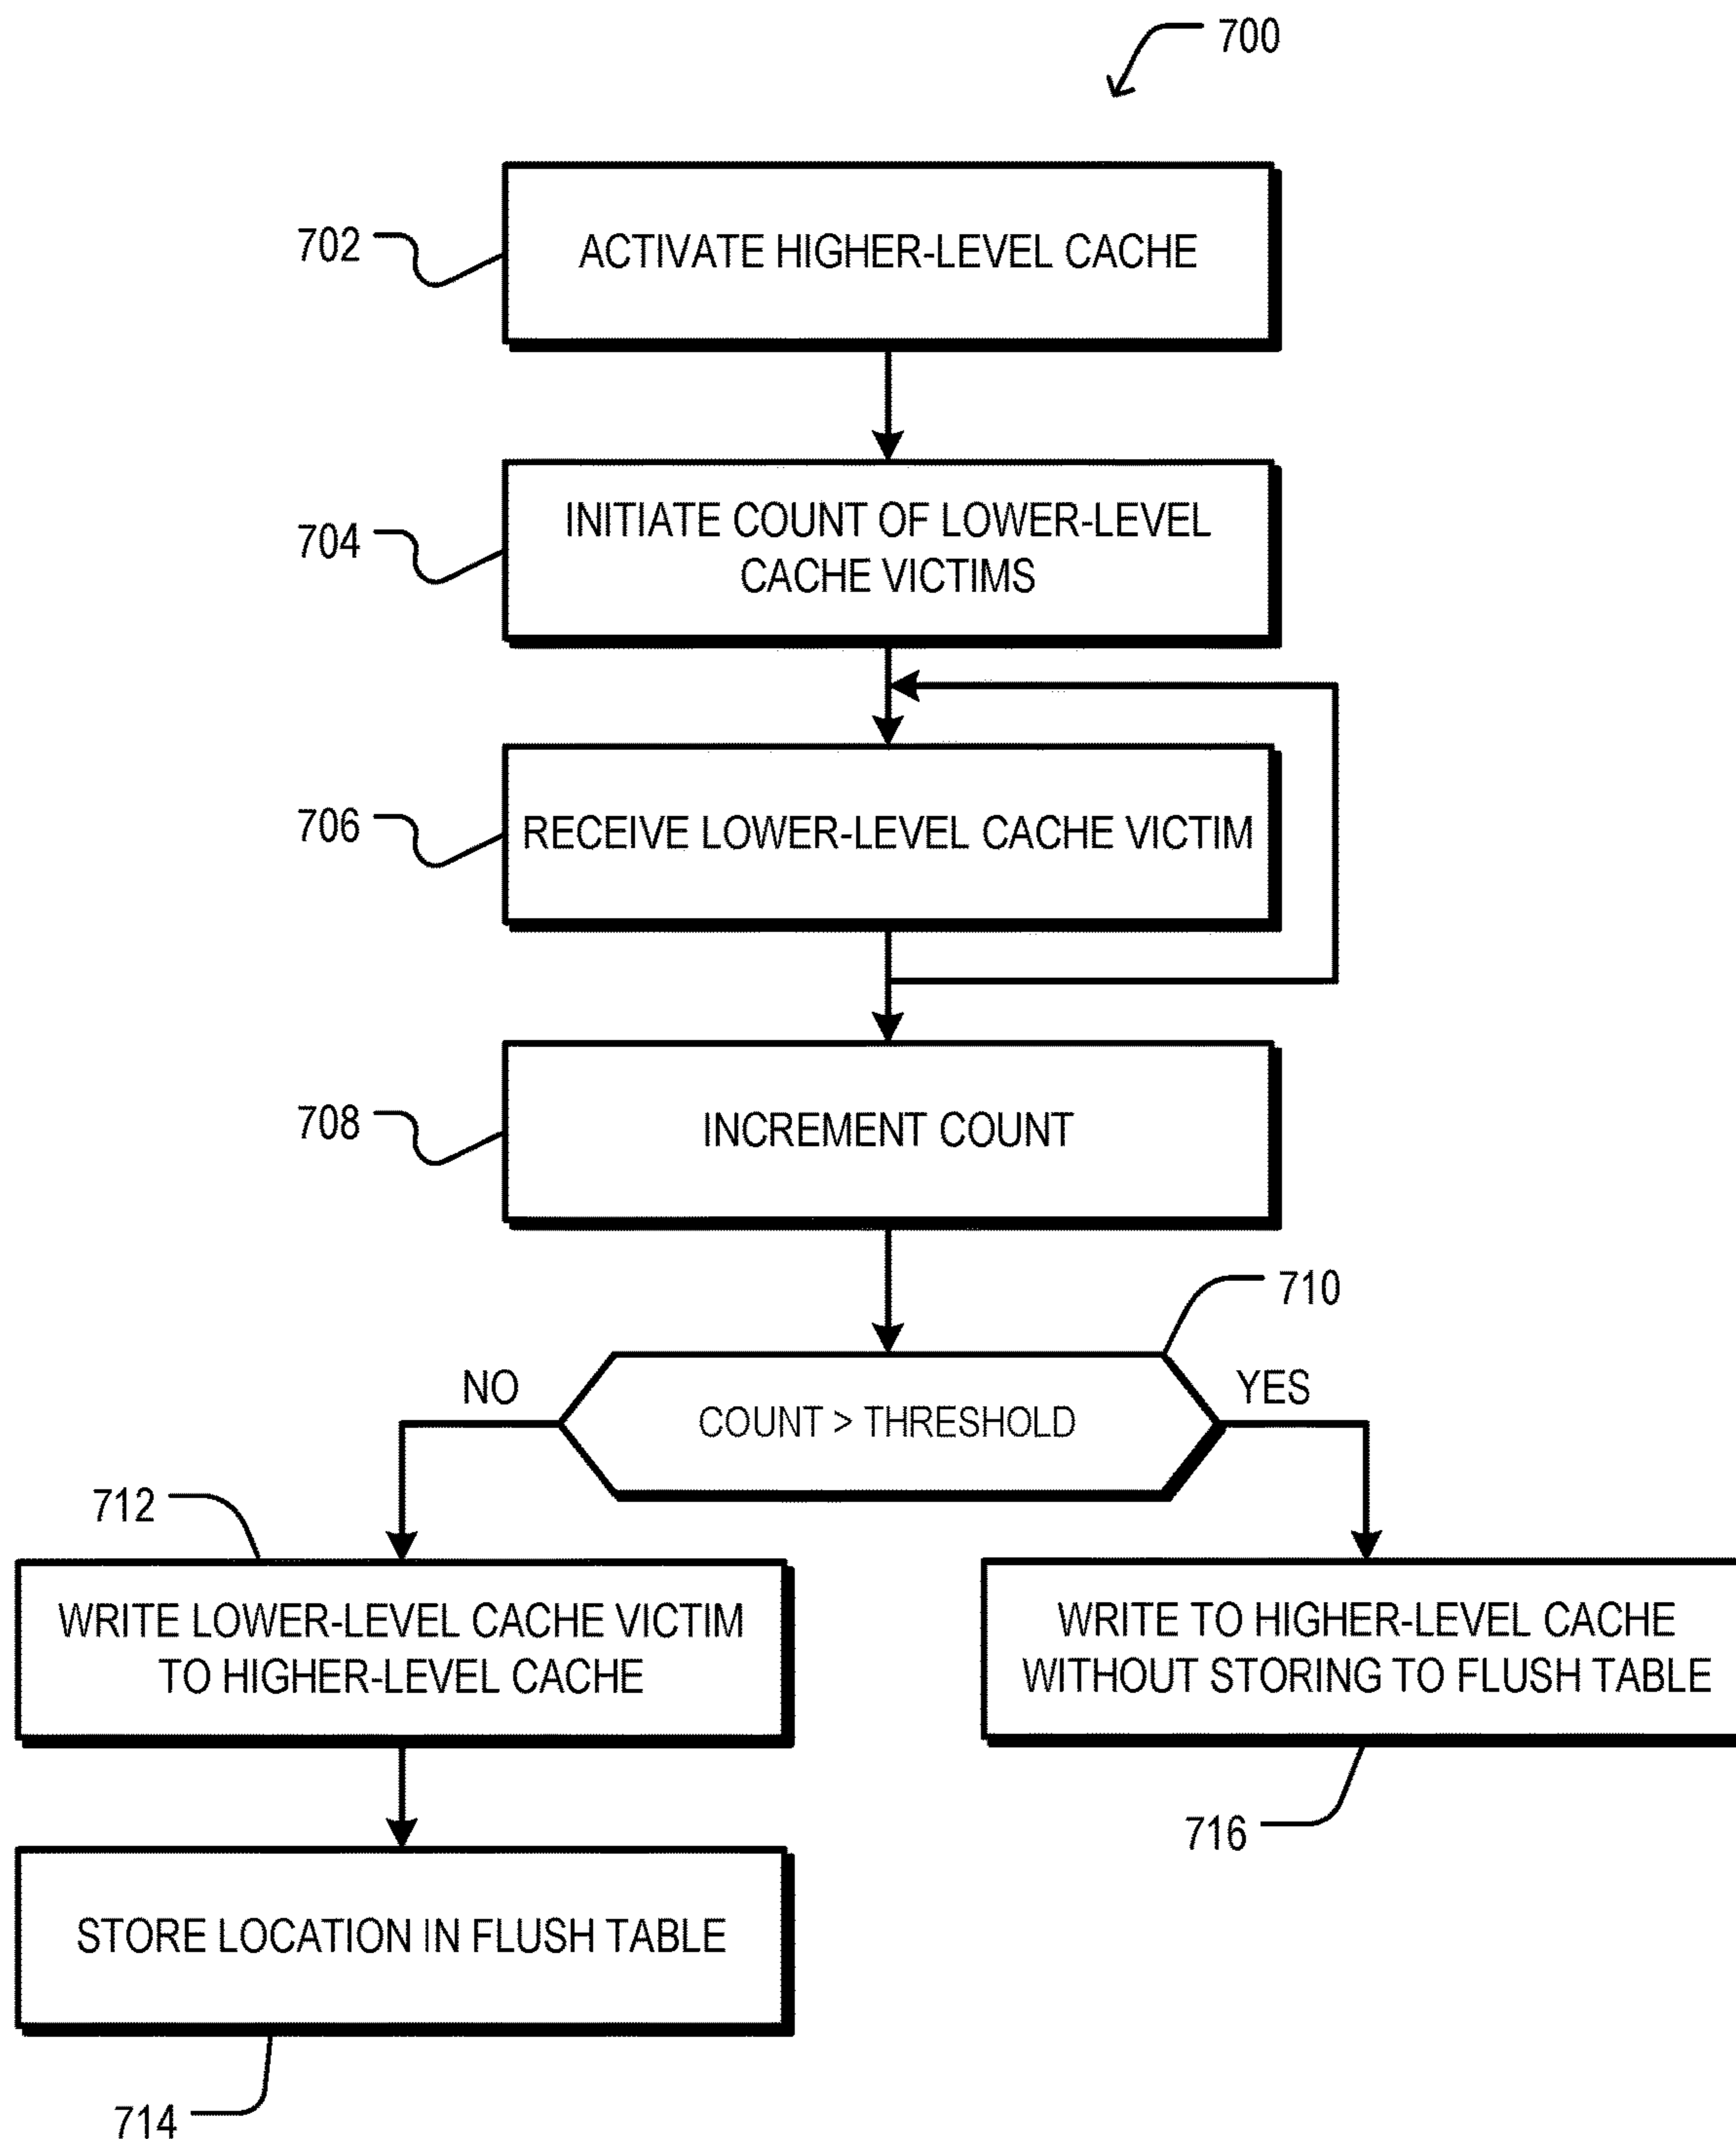 700
702
ACTIVATE HIGHER-LEVEL CACHE
704
INITIATE COUNT OF LOWER-LEVEL
CACHE VICTIMS
706
RECEIVE LOWER-LEVEL CACHE VICTIM
708
INCREMENT COUNT
710
NO
YES
COUNT > THRESHOLD
712
WRITE LOWER-LEVEL CACHE VICTIM
TO HIGHER-LEVEL CACHE
WRITE TO HIGHER-LEVEL CACHE
WITHOUT STORING TO FLUSH TABLE
716
STORE LOCATION IN FLUSH TABLE
714